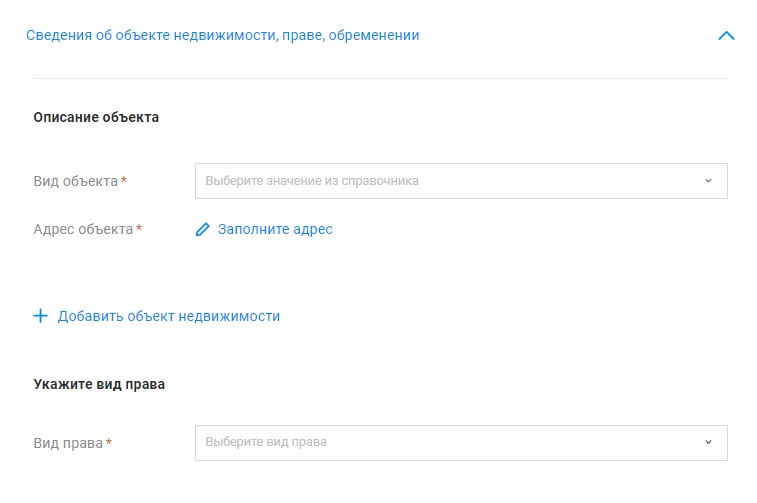 Сведения об объекте недвижимости, праве, обременении
Описание объекта
Вид объекта * Выберите значение из справочника
Адрес объекта * Заполните адрес
Добавить объект недвижимости
Укажите вид права
Вид права * Выберите вид права